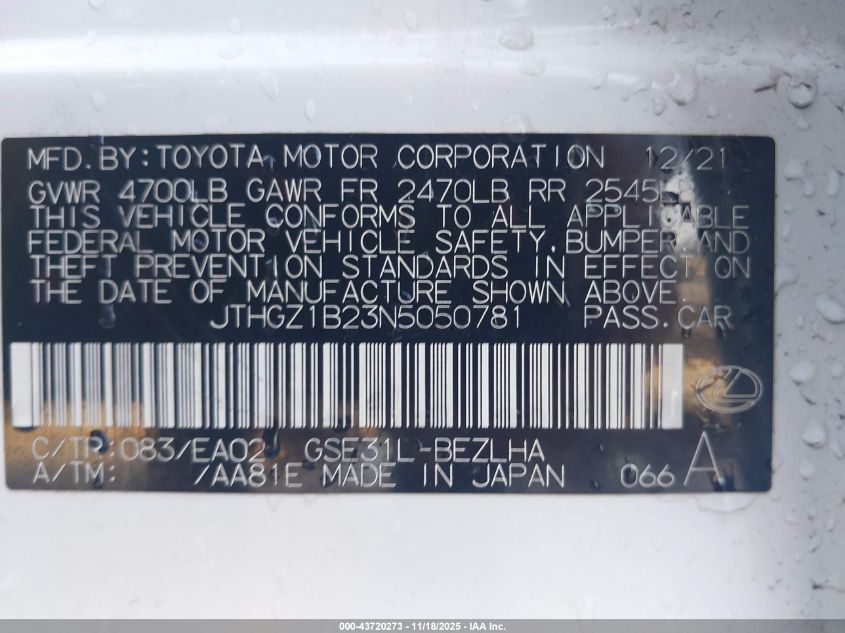 MFD. BY: TOYOTA MOTOR CORPORATION 12/21
GVWR 4700LB GAWR FR 2470LB RR 2545LB
THIS VEHICLE CONFORMS TO ALL APPLICABLE
FEDERAL MOTOR VEHICLE SAFETY, BUMPER, AND
THEFT PREVENTION STANDARDS IN EFFECT ON
THE DATE OF MANUFACTURE SHOWN ABOVE.
JTHGZ1B23N5050781 PASS. CAR
C/TR: 083/EA02 GSE31L-BEZLHA
A/TM: /AA81E MADE IN JAPAN 066 A
000-43720273 - 11/18/2025 - IAA Inc.